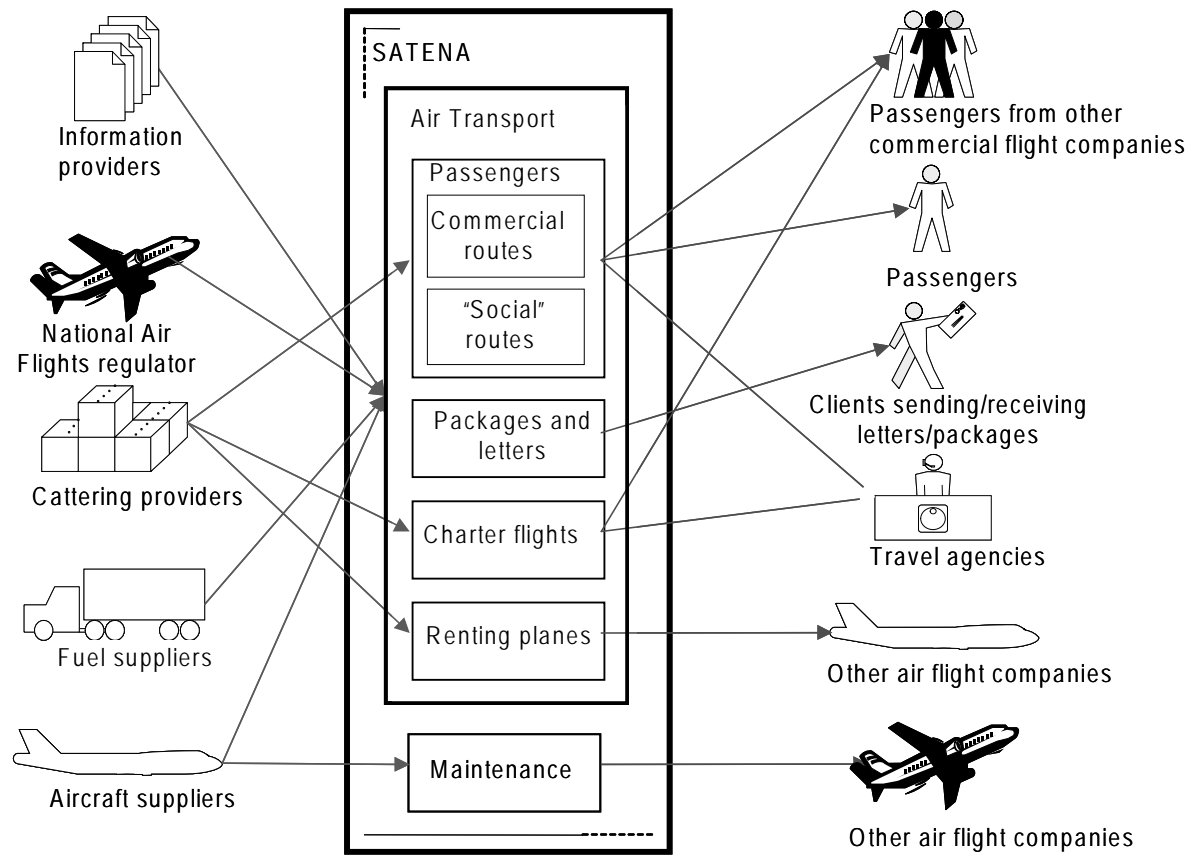 Information
providers
National Air
Flights regulator
Cattering providers
Fuel suppliers
Aircraft suppliers
SATENA
Air Transport
Passengers
Commercial
routes
“Social”
routes
Packages and
letters
Charter flights
Renting planes
Maintenance
Passengers from other
commercial flight companies
Passengers
Clients sending/receiving
letters/packages
Travel agencies
Other air flight companies
Other air flight companies